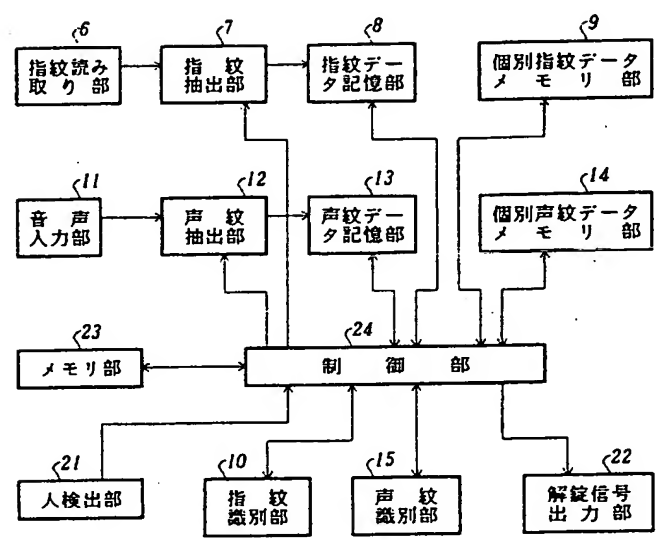 6
指紋読み
取り部
7
指紋
抽出部
8
指紋デー
タ記憶部
9
個別指紋データ
メモリ部
11
音声
入力部
12
声紋
抽出部
13
声紋デー
タ記憶部
14
個別声紋データ
メモリ部
23
メモリ部
24
制御部
21
人検出部
10
指紋
識別部
15
声紋
識別部
22
解錠信号
出力部